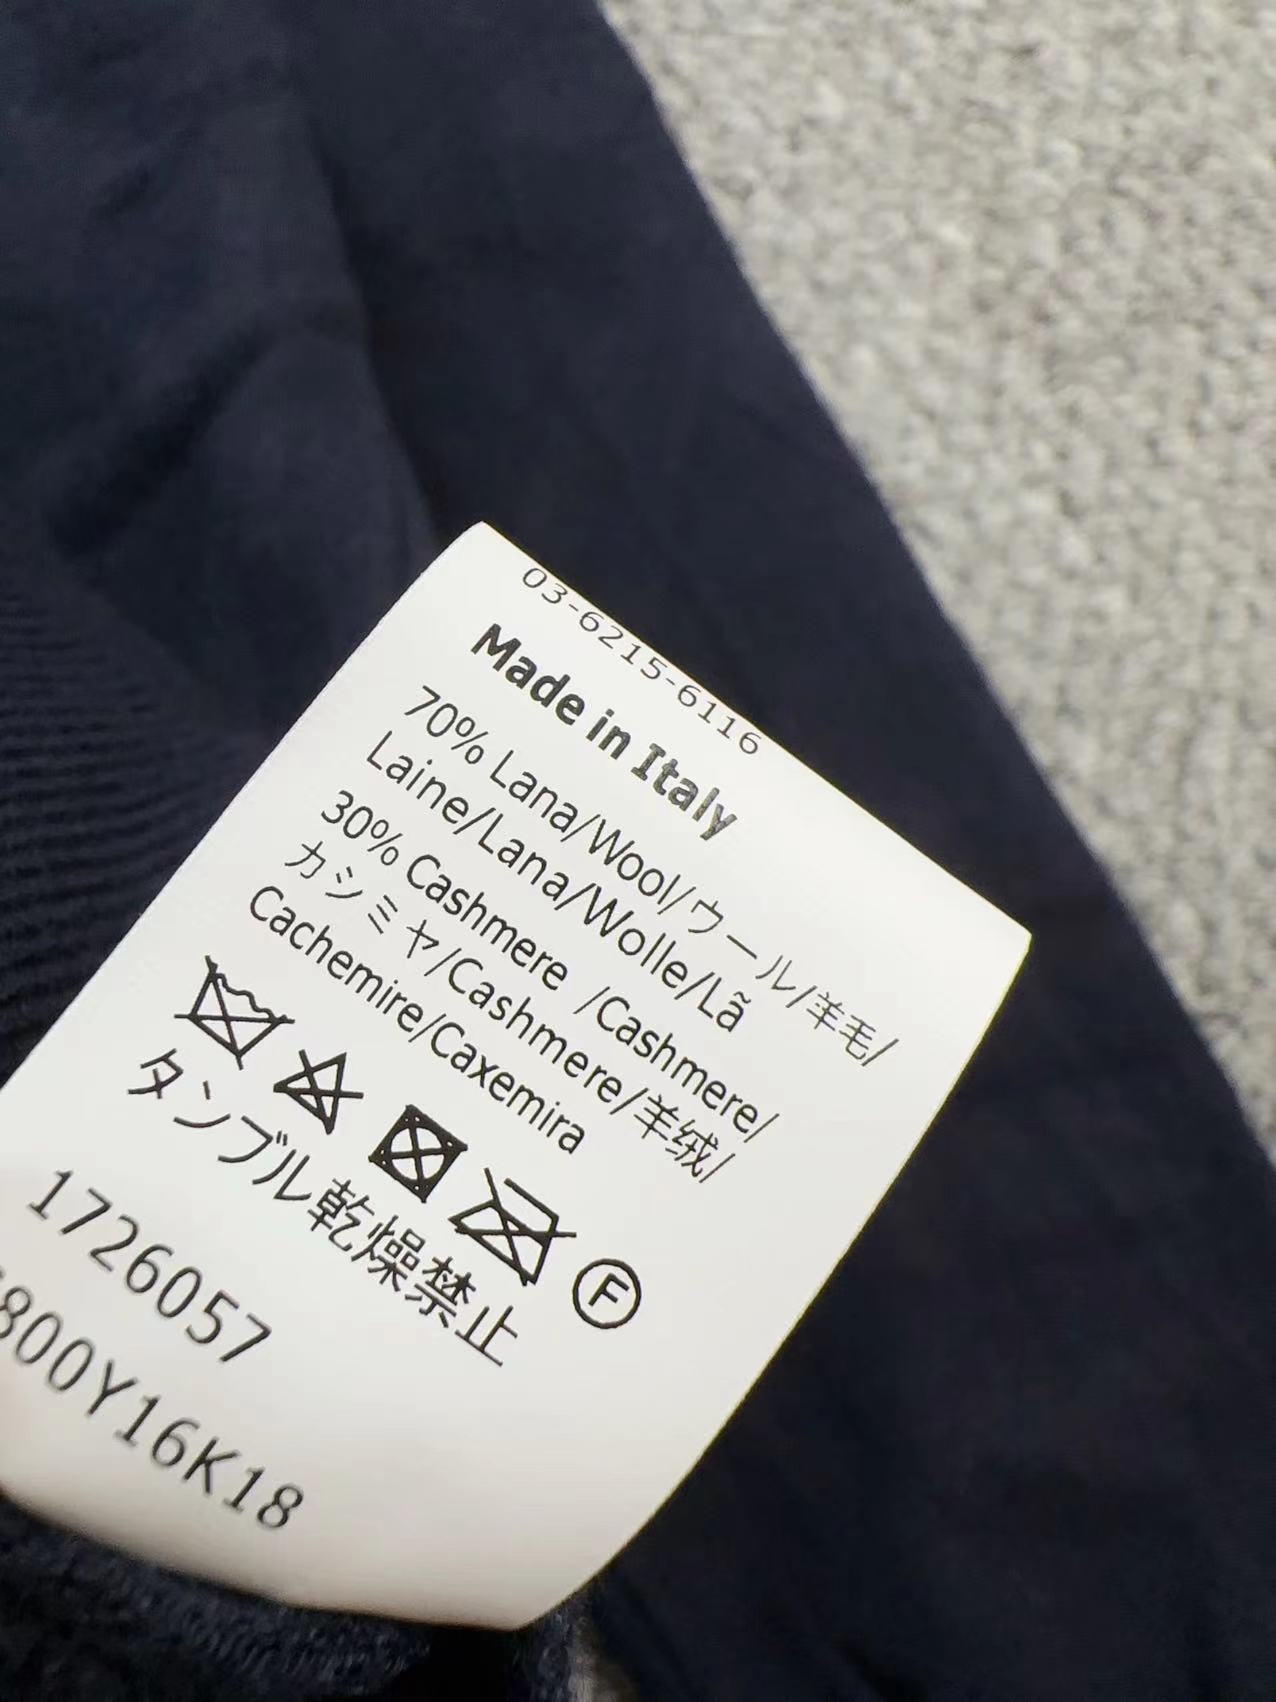 03-6215-6116
Made in Italy
70% Lana/Wool/ウール/羊毛/
Laine/Lana/Wolle/Lã
30% Cashmere /Cashmere/
カシミヤ/Cashmere/羊绒/
Cachemire/Caxemira
F
タンブル乾燥禁止
1726057
800Y16K18